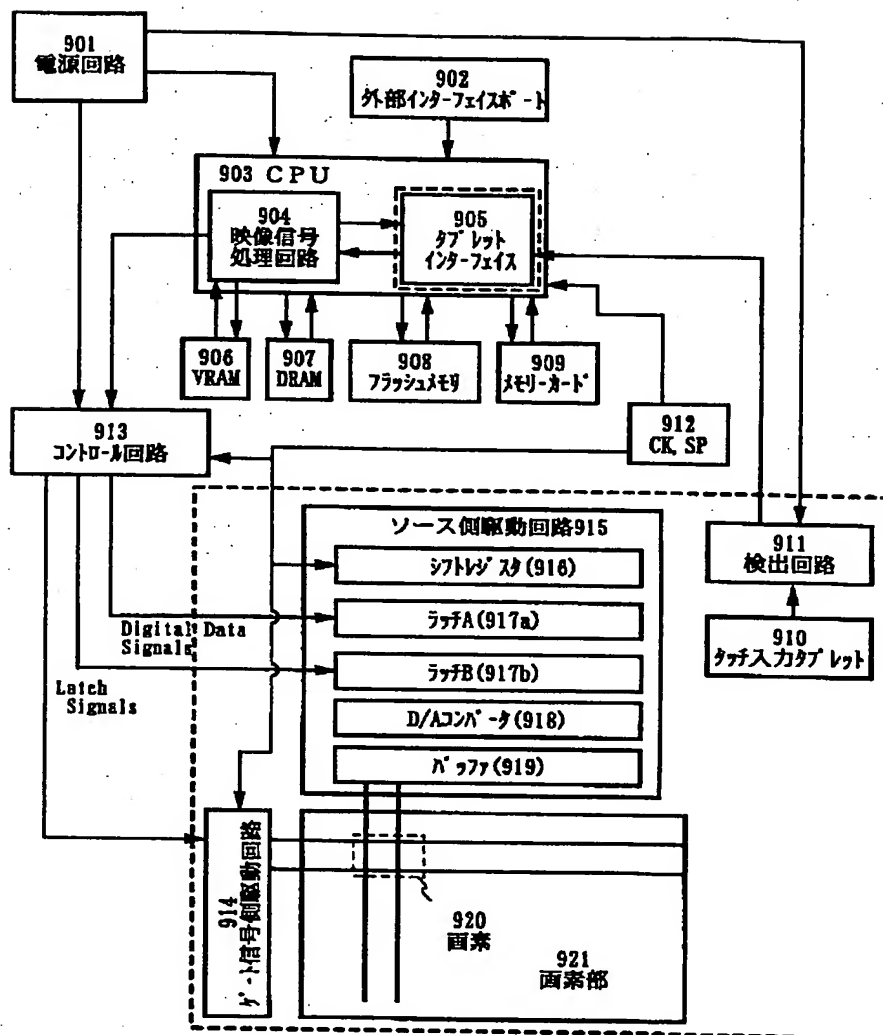 901
電源回路
902
外部インターフェイスポート
903 CPU
904
映像信号
処理回路
905
タブレット
インターフェイス
906
VRAM
907
DRAM
908
フラッシュメモリ
909
メモリーカード
912
CK, SP
913
コントロール回路
ソース側駆動回路915
シフトレジスタ(916)
ラッチA(917a)
ラッチB(917b)
D/Aコンバータ(918)
バッファ(919)
911
検出回路
910
タッチ入力タブレット
Digital Data
Signals
Latch
Signals
914
ゲート信号側駆動回路
920
画素
921
画素部